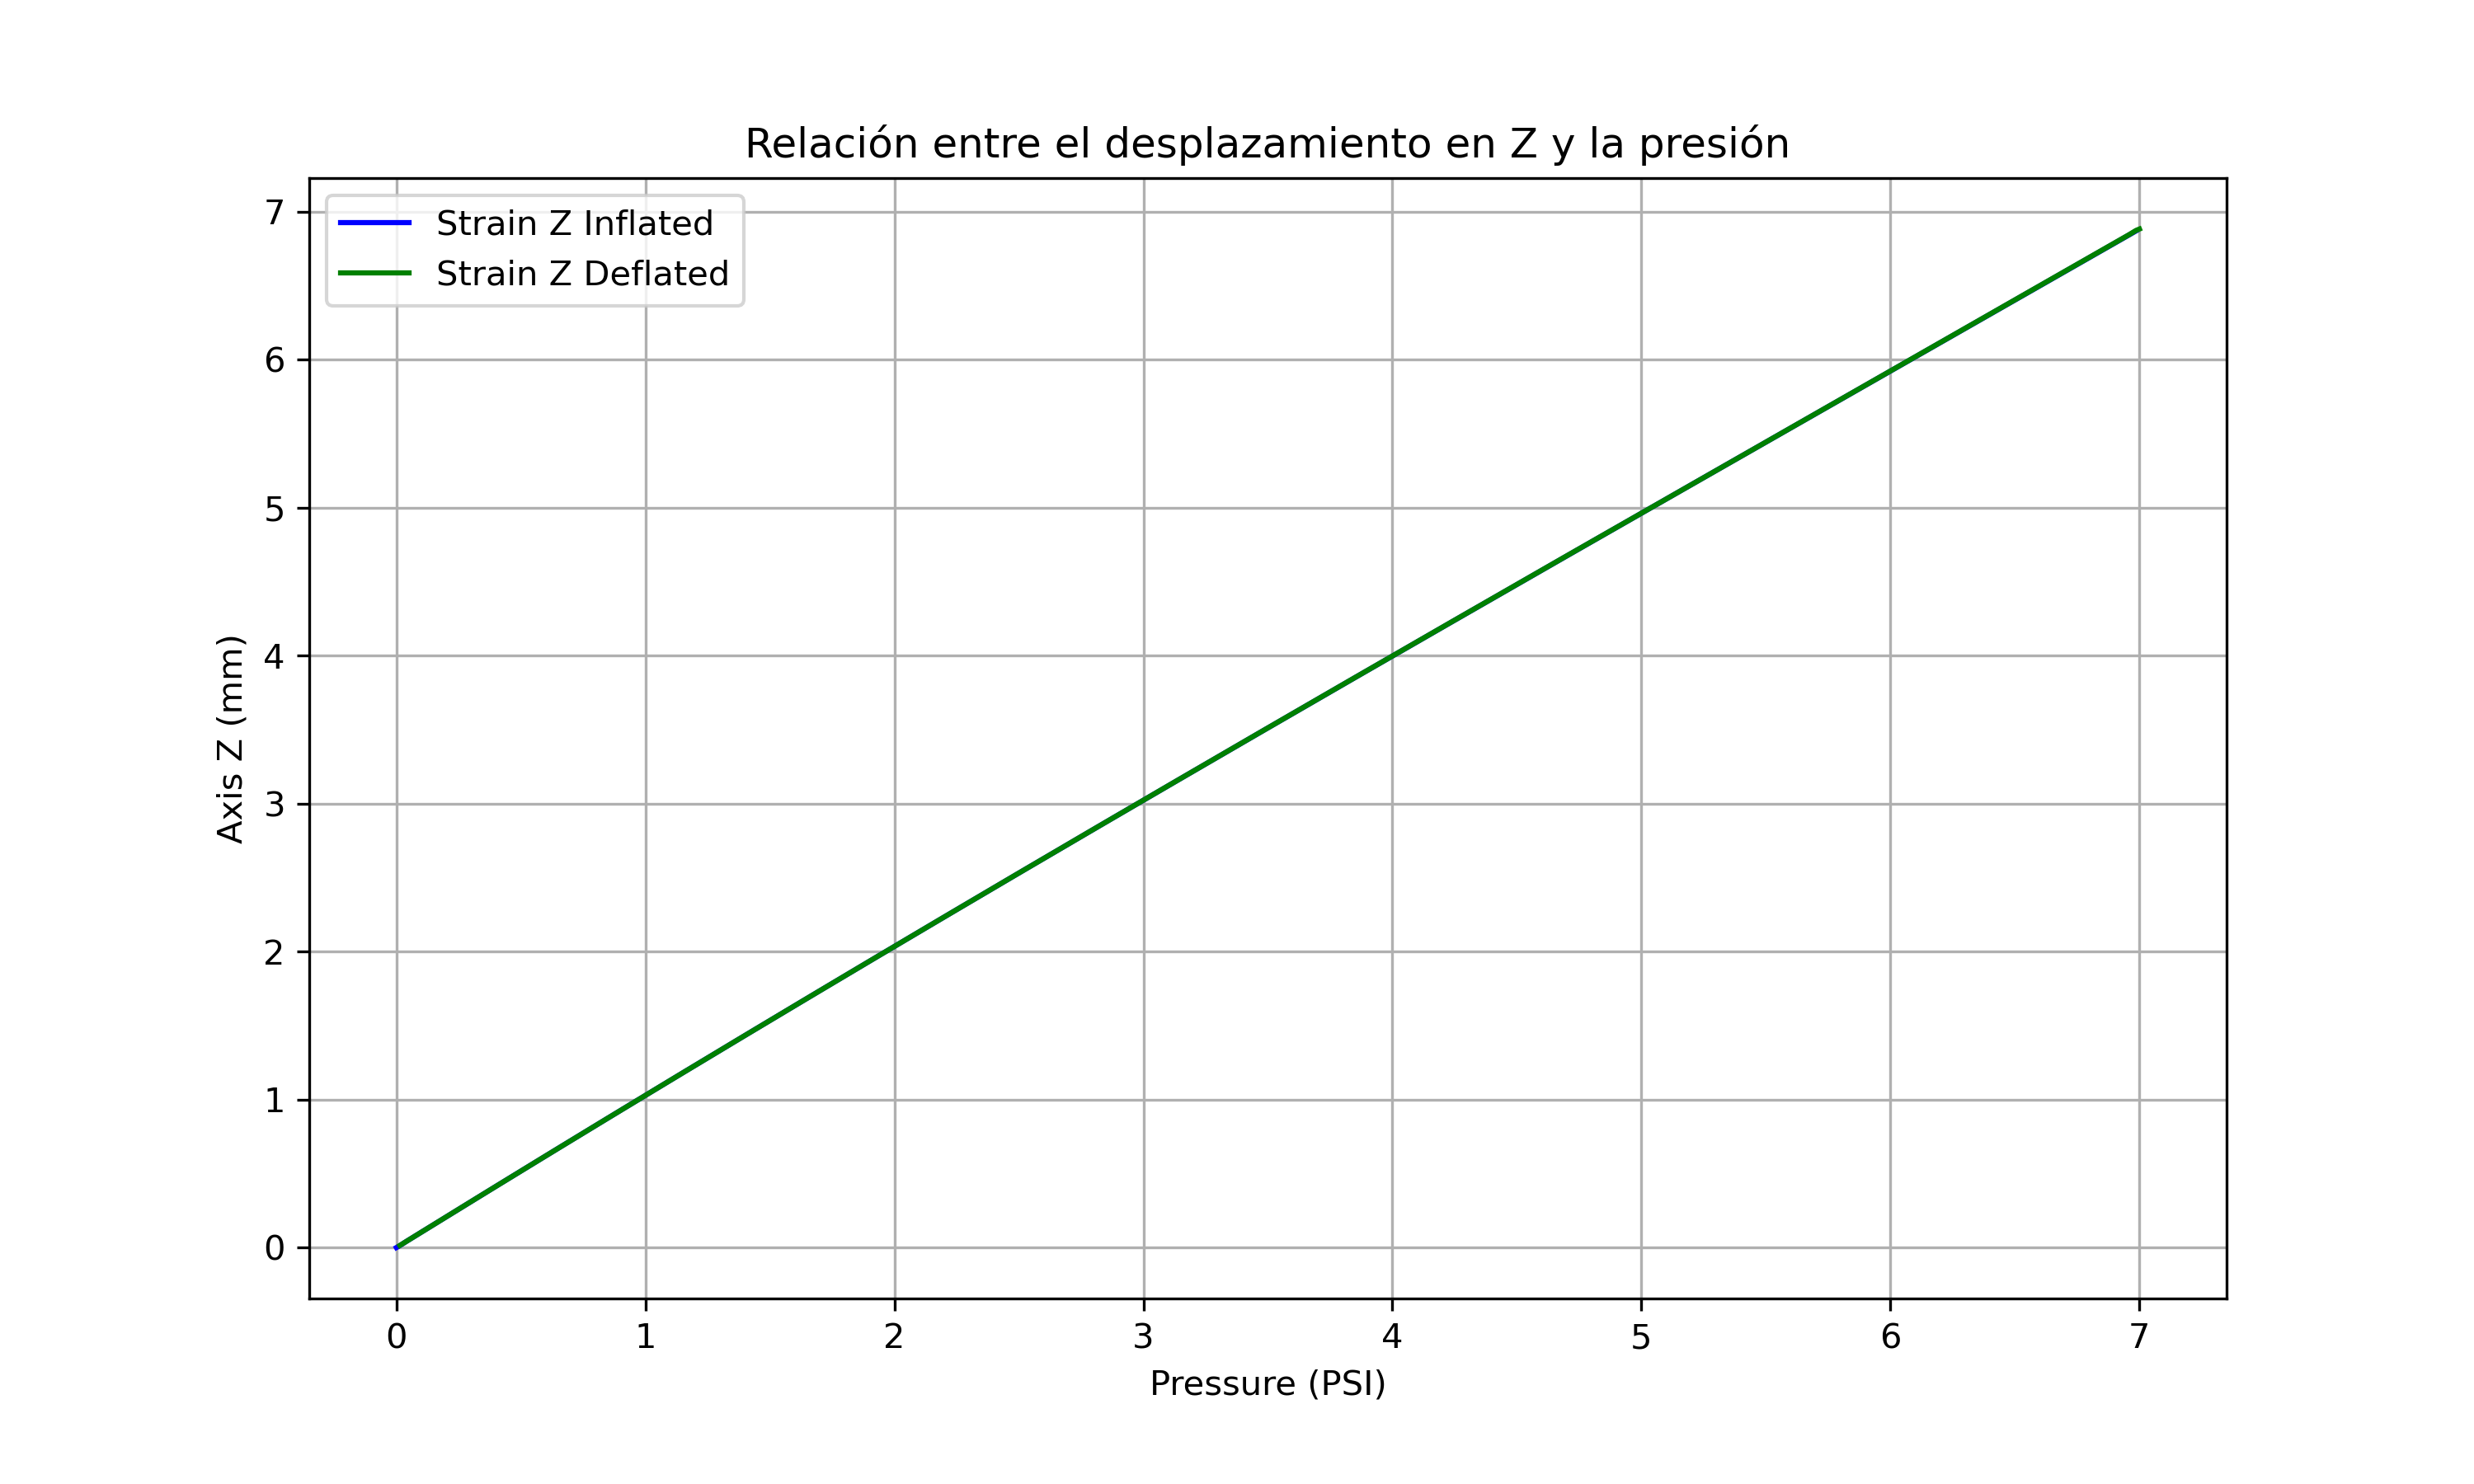 Relación entre el desplazamiento en Z y la presión
Strain Z Inflated
Strain Z Deflated
7
6
5
4
3
2
1
0
Axis Z (mm)
0 1 2 3 4 5 6 7
Pressure (PSI)